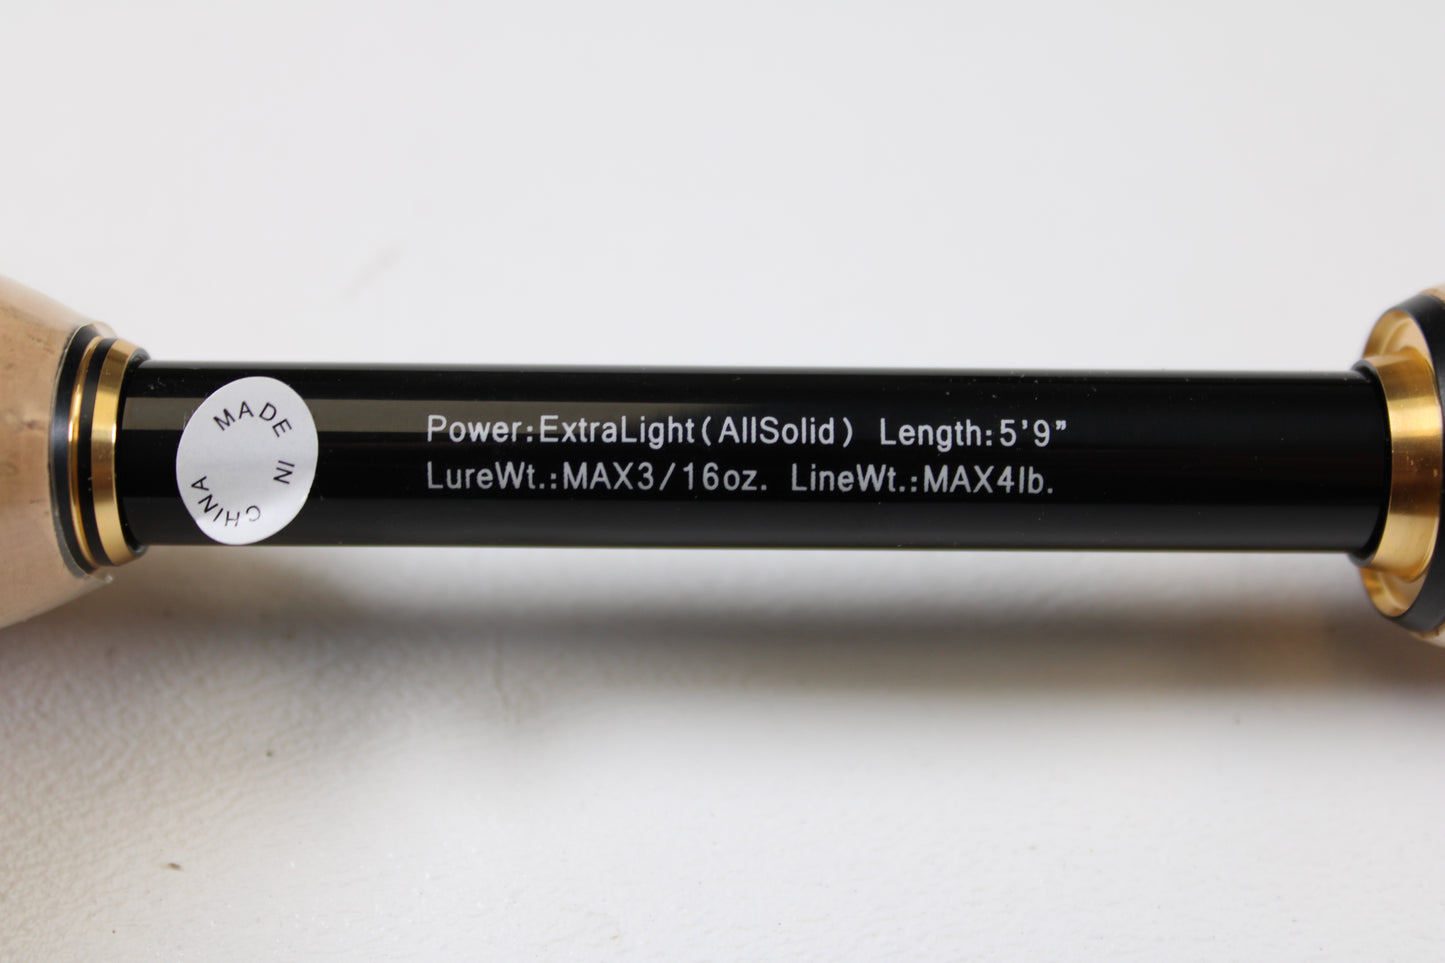 MADE IN CHINA
Power:ExtraLight(AllSolid) Length:5'9”
LureWt.:MAX3/16oz. LineWt.:MAX4lb.